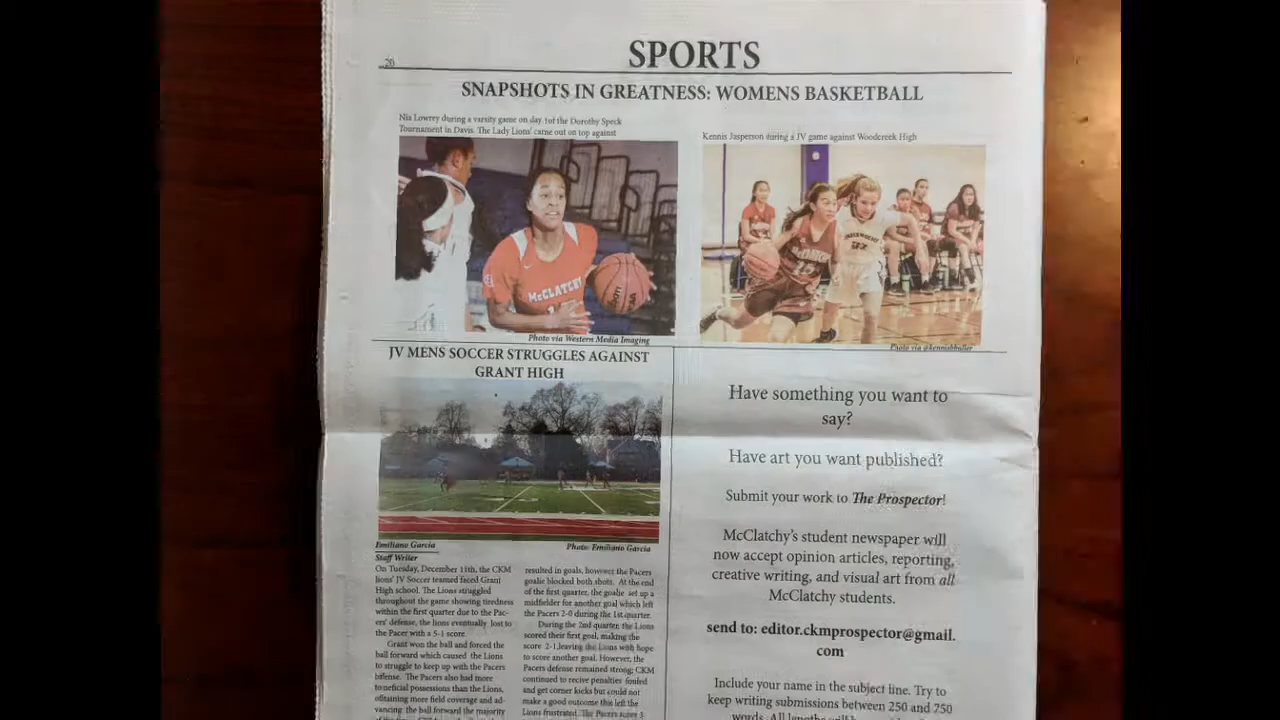 20
SPORTS
SNAPSHOTS IN GREATNESS: WOMENS BASKETBALL
Nia Lowrey during a varsity game on day 1of the Dorothy Speck
Tournament in Davis. The Lady Lions' came out on top against
McCLATCHY
Photo via Western Media Imaging
Kennis Jasperson during a JV game against Woodcreek High
Photo via @kennisbballer
JV MENS SOCCER STRUGGLES AGAINST
GRANT HIGH
Emiliano Garcia
Photo: Emiliano Garcia
Staff Writer
On Tuesday, December 11th, the CKM
lions' JV Soccer teamed faced Grant
High school. The Lions struggled
throughout the game showing tiredness
within the first quarter due to the Pac-
ers' defense, the lions eventually lost to
the Pacer with a 5-1 score.
Grant won the ball and forced the
ball forward which caused the Lions
to struggle to keep up with the Pacers
offense. The Pacers also had more
beneficial possessions than the Lions,
obtaining more field coverage and ad-
vancing the ball forward the majority
resulted in goals, however the Pacers
goalie blocked both shots. At the end
of the first quarter, the goalie set up a
midfielder for another goal which left
the Pacers 2-0 during the 1st quarter.
During the 2nd quarter the Lions
scored their first goal, making the
score 2-1,leaving the Lions with hope
to score another goal. However, the
Pacers defense remained strong; CKM
continued to recive penalties fouled
and get corner kicks but could not
make a good outcome this left the
Lions frustrated. The Pacers score 3
Have something you want to
say?
Have art you want published?
Submit your work to The Prospector!
McClatchy's student newspaper will
now accept opinion articles, reporting,
creative writing, and visual art from all
McClatchy students.
send to: editor.ckmprospector@gmail.
com
Include your name in the subject line. Try to
keep writing submissions between 250 and 750
words. All lengths will